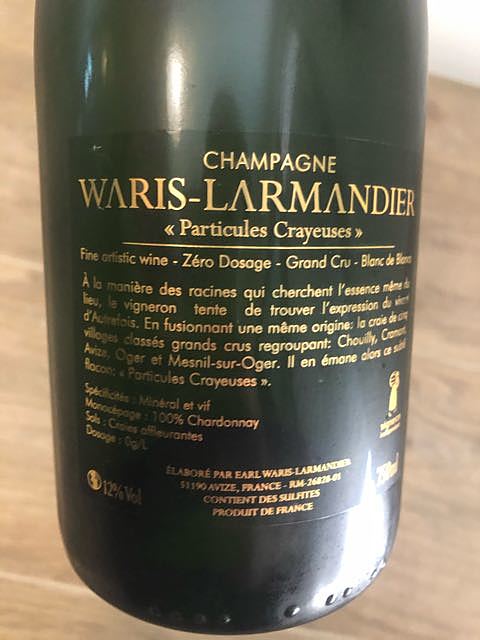 CHAMPAGNE
WARIS-LARMANDIER
« Particules Crayeuses »
Fine artistic wine - Zéro Dosage - Grand Cru - Blanc de Blancs
À la manière des racines qui cherchent l'essence même du
lieu, le vigneron tente de trouver l'expression du vin
d'Autrefois. En fusionnant une même origine: la craie de cinq
villages classés grands crus regroupant: Chouilly, Cramant,
Avize, Oger et Mesnil-sur-Oger. Il en émane alors ce
flacon: « Particules Crayeuses ».
Spécificités : Minéral et vif
Monocépage : 100% Chardonnay
Sols : Craies affleurantes
Dosage : 0g/L
12% Vol
ÉLABORÉ PAR EARL WARIS-LARMANDIER
51190 AVIZE, FRANCE - RM-26828-01
CONTIENT DES SULFITES
PRODUIT DE FRANCE
750ml